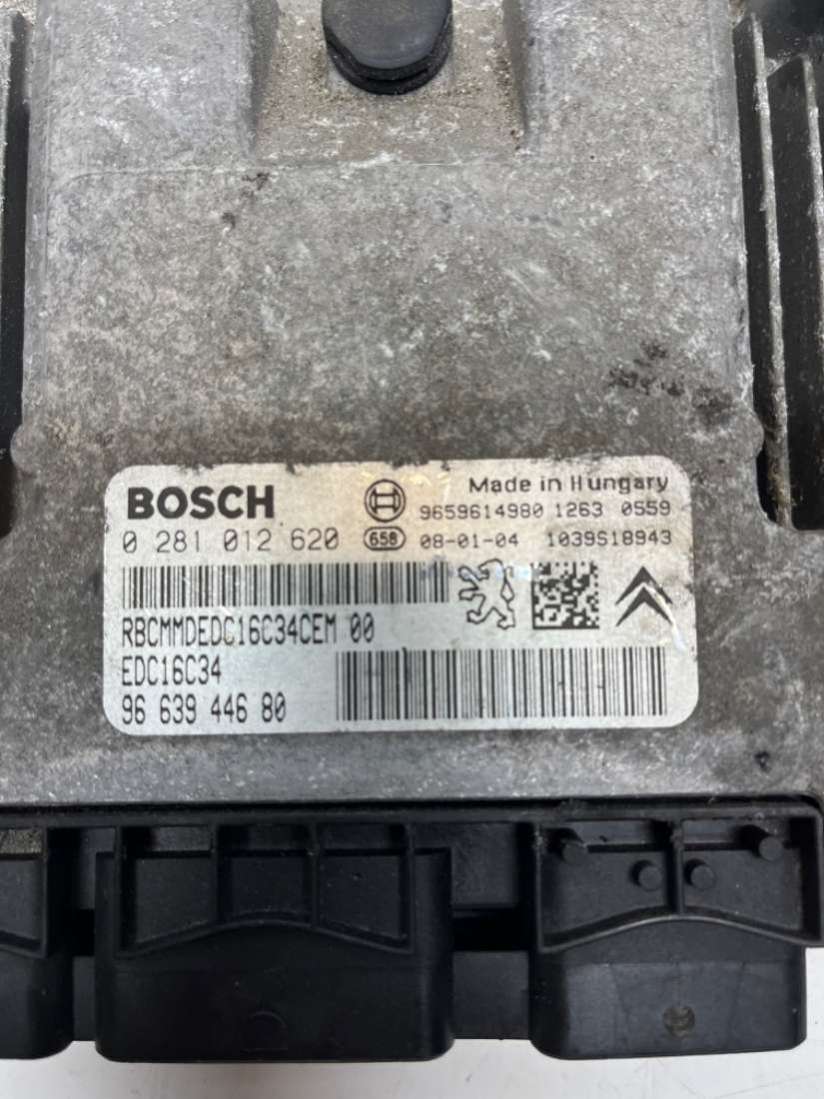 BOSCH
Made in Hungary
9659614980 1263 0559
0 281 012 620
658
08-01-04 1039S18943
RBCMMDEDC16C34CEM 00
EDC16C34
96 639 446 80